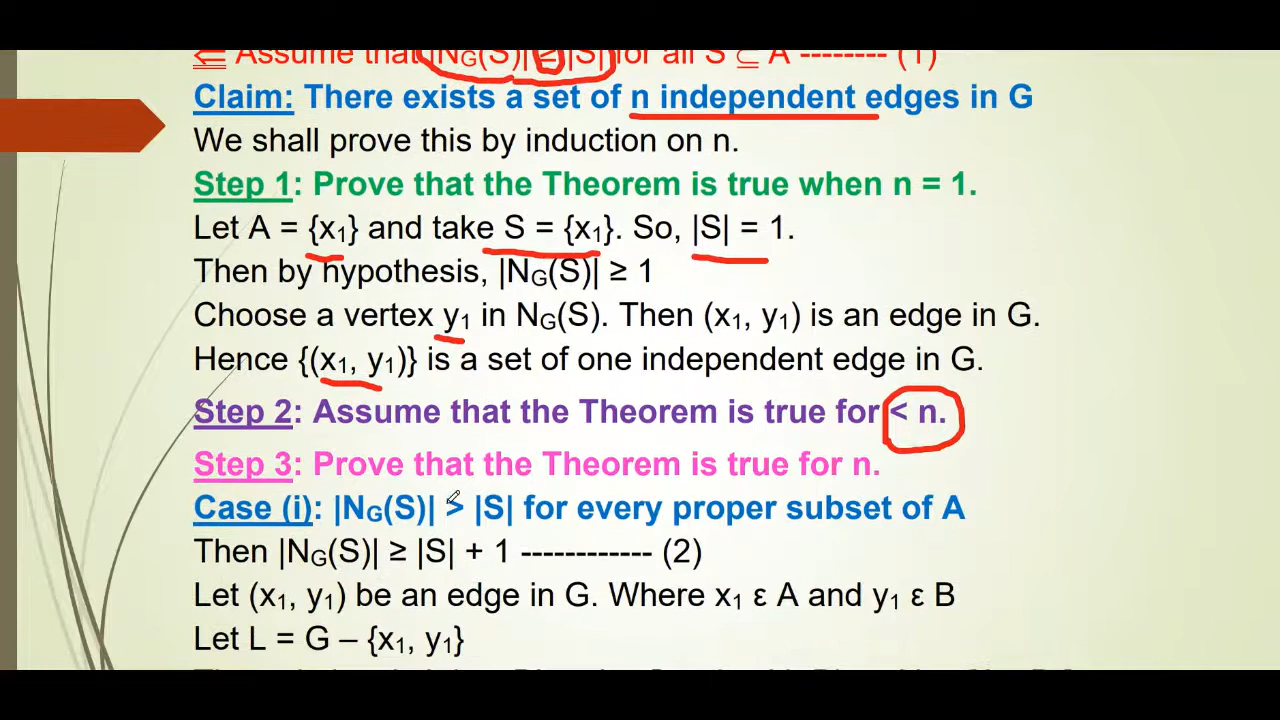 ⇐ Assume that |NG(S)| ≥ |S| for all S ⊆ A -------- (1)
Claim: There exists a set of n independent edges in G
We shall prove this by induction on n.
Step 1: Prove that the Theorem is true when n = 1.
Let A = {x₁} and take S = {x₁}. So, |S| = 1.
Then by hypothesis, |NG(S)| ≥ 1
Choose a vertex y₁ in NG(S). Then (x₁, y₁) is an edge in G.
Hence {(x₁, y₁)} is a set of one independent edge in G.
Step 2: Assume that the Theorem is true for < n.
Step 3: Prove that the Theorem is true for n.
Case (i): |NG(S)| > |S| for every proper subset of A
Then |NG(S)| ≥ |S| + 1 ------------ (2)
Let (x₁, y₁) be an edge in G. Where x₁ ε A and y₁ ε B
Let L = G – {x₁, y₁}